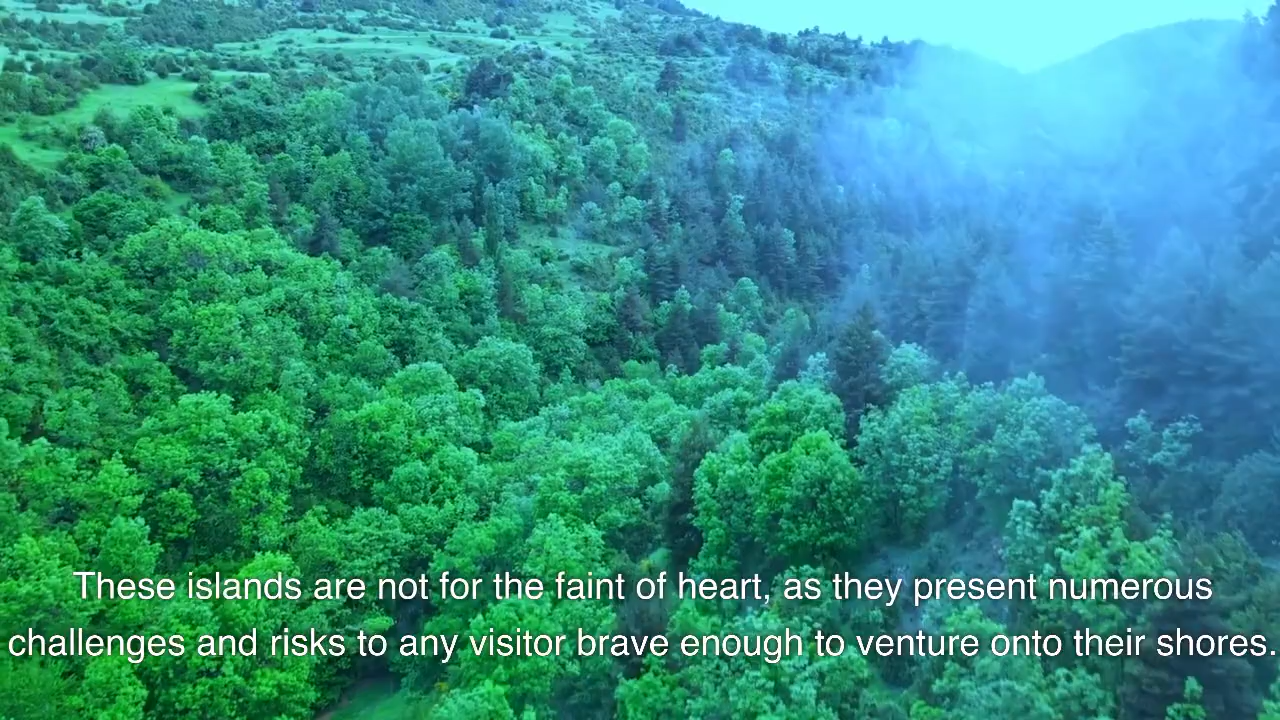 These islands are not for the faint of heart, as they present numerous
challenges and risks to any visitor brave enough to venture onto their shores.